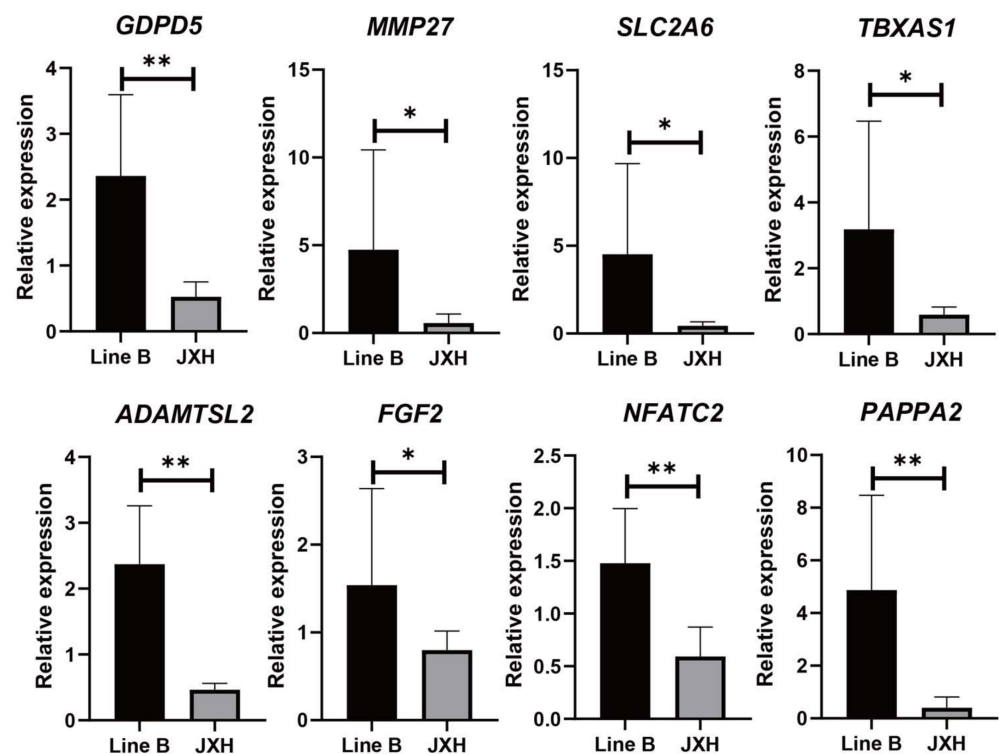 GDPD5
MMP27
SLC2A6
TBXAS1
Relative expression
4
3
2
1
0
**
Line B JXH
Relative expression
15
10
5
0
*
Line B JXH
Relative expression
15
10
5
0
*
Line B JXH
Relative expression
8
6
4
2
0
*
Line B JXH
ADAMTSL2
FGF2
NFATC2
PAPPA2
Relative expression
4
3
2
1
0
**
Line B JXH
Relative expression
3
2
1
0
*
Line B JXH
Relative expression
2.5
2.0
1.5
1.0
0.5
0.0
**
Line B JXH
Relative expression
10
8
6
4
2
0
**
Line B JXH